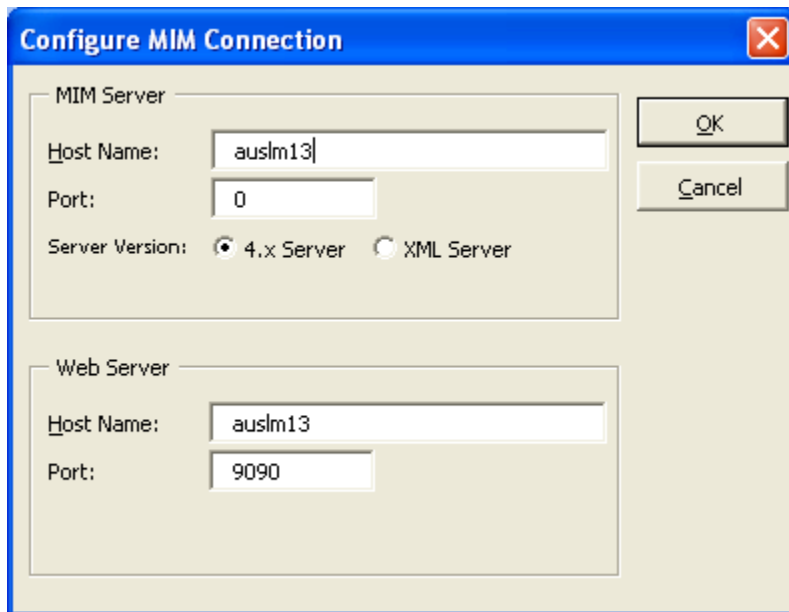 Configure MIM Connection
MIM Server
Host Name: auslm13
OK
Port: 0
Cancel
Server Version: 4.x Server XML Server
Web Server
Host Name: auslm13
Port: 9090